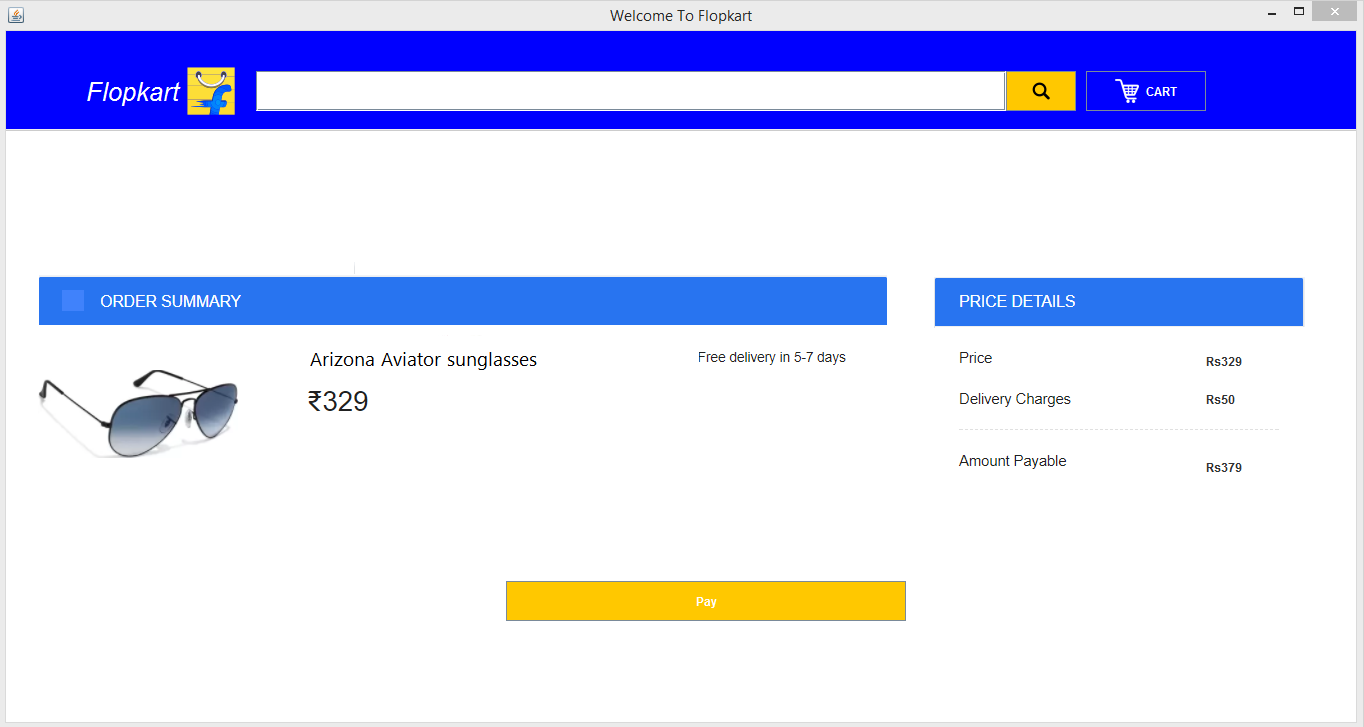 Welcome To Flopkart
Flopkart
CART
ORDER SUMMARY
Arizona Aviator sunglasses
₹329
Free delivery in 5-7 days
PRICE DETAILS
Price Rs329
Delivery Charges Rs50
Amount Payable Rs379
Pay